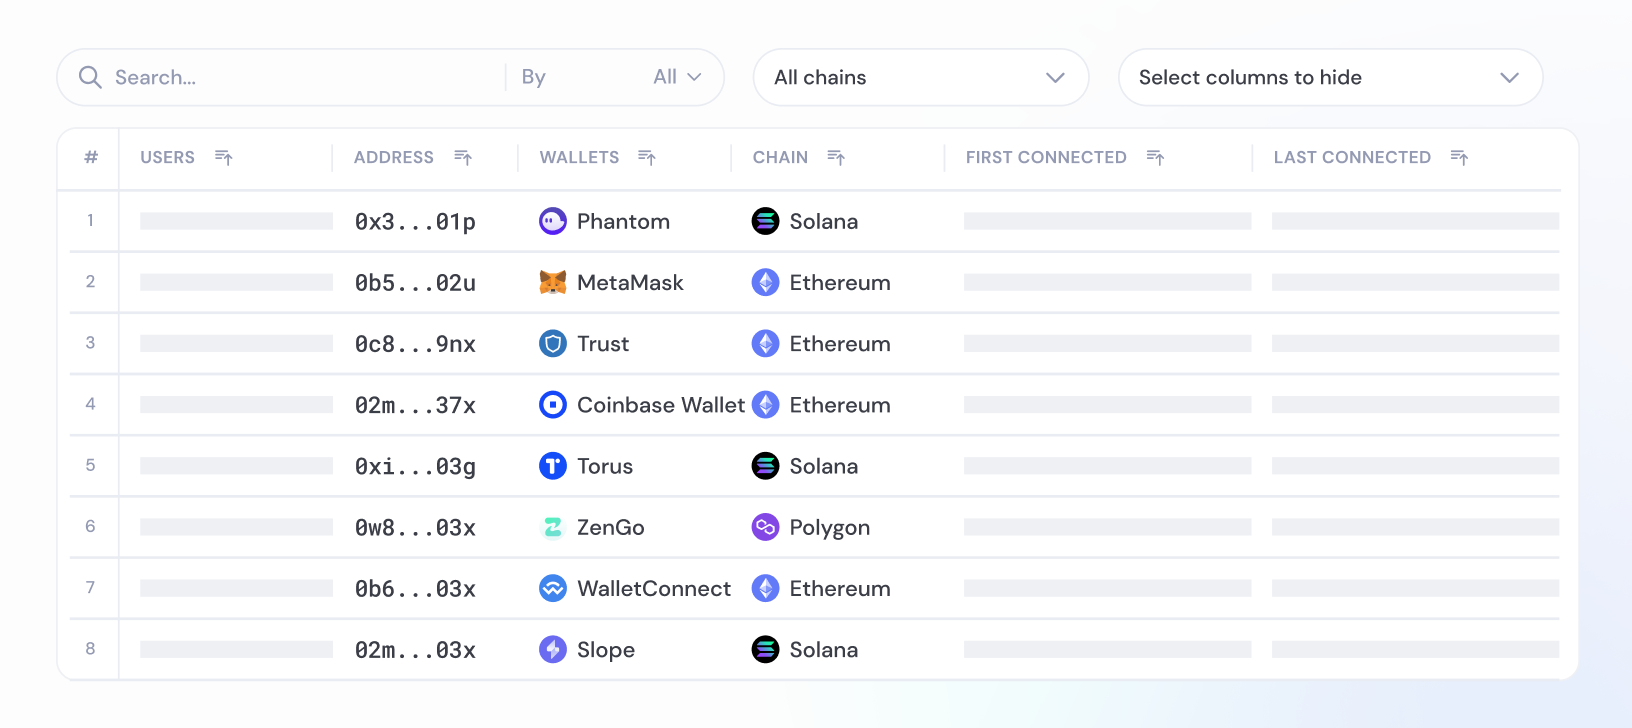 Search... By All All chains Select columns to hide
# USERS ADDRESS WALLETS CHAIN FIRST CONNECTED LAST CONNECTED
1 0x3...01p Phantom Solana
2 0b5...02u MetaMask Ethereum
3 0c8...9nx Trust Ethereum
4 02m...37x Coinbase Wallet Ethereum
5 0xi...03g Torus Solana
6 0w8...03x ZenGo Polygon
7 0b6...03x WalletConnect Ethereum
8 02m...03x Slope Solana